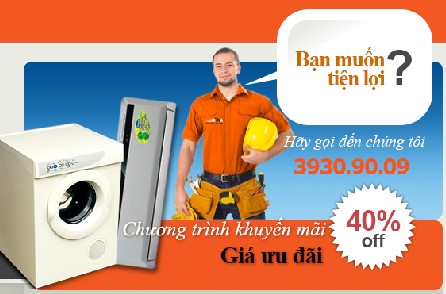 Bạn muốn
tiện lợi ?
Hãy gọi đến chúng tôi
3930.90.09
Chương trình khuyến mãi
Giá ưu đãi
40%
off